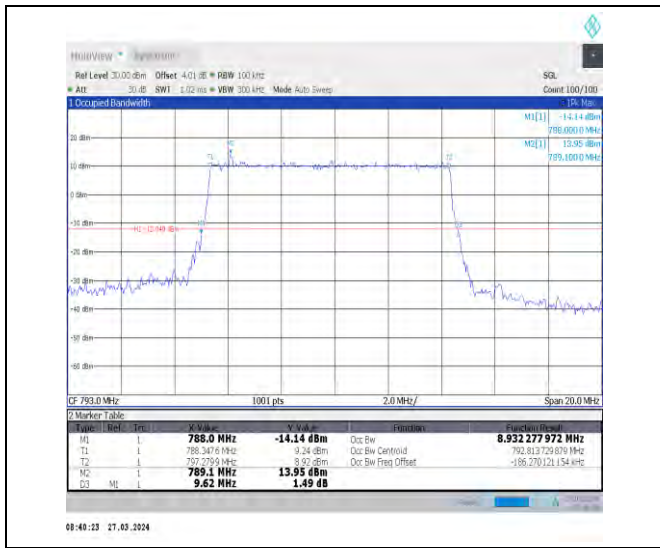 MultiView Spectrum
Ref Level 30.00 dBm Offset 4.01 dB RBW 100 kHz SGL
Att 30 dB SWT 1.02 ms VBW 300 kHz Mode Auto Sweep Count 100/100
1 Occupied Bandwidth 1Pk Max
M1[1] -14.14 dBm
788.0000 MHz
M2[1] 13.95 dBm
789.1000 MHz
20 dBm
10 dBm
0 dBm
-10 dBm
-20 dBm
-30 dBm
-40 dBm
-50 dBm
-60 dBm
T1
T2
CF 793.0 MHz 1001 pts 2.0 MHz/ Span 20.0 MHz
2 Marker Table
Type Ref Trc X-Value Y-Value Function Function Result
M1 1 788.0 MHz -14.14 dBm Occ Bw 8.932 277 972 MHz
T1 1 788.347 6 MHz 9.24 dBm Occ Bw Centroid 792.813 729 879 MHz
T2 1 797.279 9 MHz 8.92 dBm Occ Bw Freq Offset -186.270 121 154 kHz
M2 1 789.1 MHz 13.95 dBm
D3 M1 1 9.62 MHz 1.49 dB
08:40:23 27.03.2024